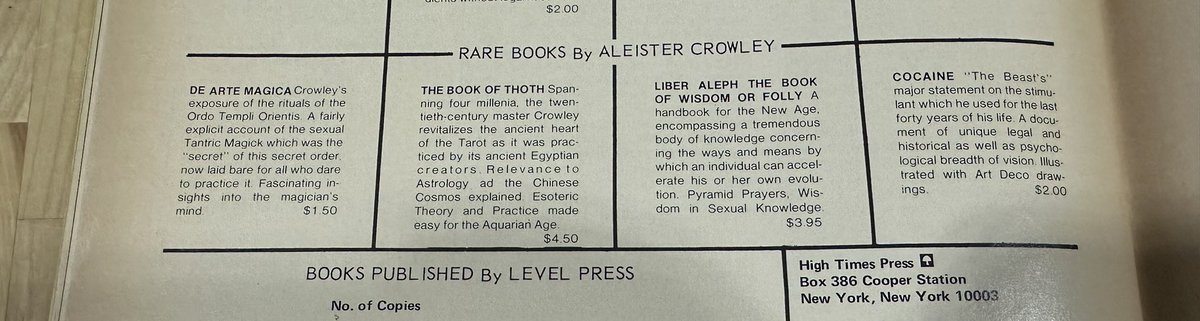 $2.00
RARE BOOKS By ALEISTER CROWLEY
DE ARTE MAGICA Crowley's
exposure of the rituals of the
Ordo Templi Orientis. A fairly
explicit account of the sexual
Tantric Magick which was the
"secret" of this secret order,
now laid bare for all who dare
to practice it. Fascinating in-
sights into the magician's
mind. $1.50
THE BOOK OF THOTH Span-
ning four millenia, the twen-
tieth-century master Crowley
revitalizes the ancient heart
of the Tarot as it was prac-
ticed by its ancient Egyptian
creators. Relevance to
Astrology ad the Chinese
Cosmos explained. Esoteric
Theory and Practice made
easy for the Aquarian Age.
$4.50
LIBER ALEPH THE BOOK
OF WISDOM OR FOLLY A
handbook for the New Age,
encompassing a tremendous
body of knowledge concern-
ing the ways and means by
which an individual can accel-
erate his or her own evolu-
tion. Pyramid Prayers, Wis-
dom in Sexual Knowledge.
$3.95
COCAINE "The Beast's"
major statement on the stimu-
lant which he used for the last
forty years of his life. A docu-
ment of unique legal and
historical as well as psycho-
logical breadth of vision. Illus-
trated with Art Deco draw-
ings. $2.00
BOOKS PUBLISHED By LEVEL PRESS
No. of Copies
High Times Press
Box 386 Cooper Station
New York, New York 10003